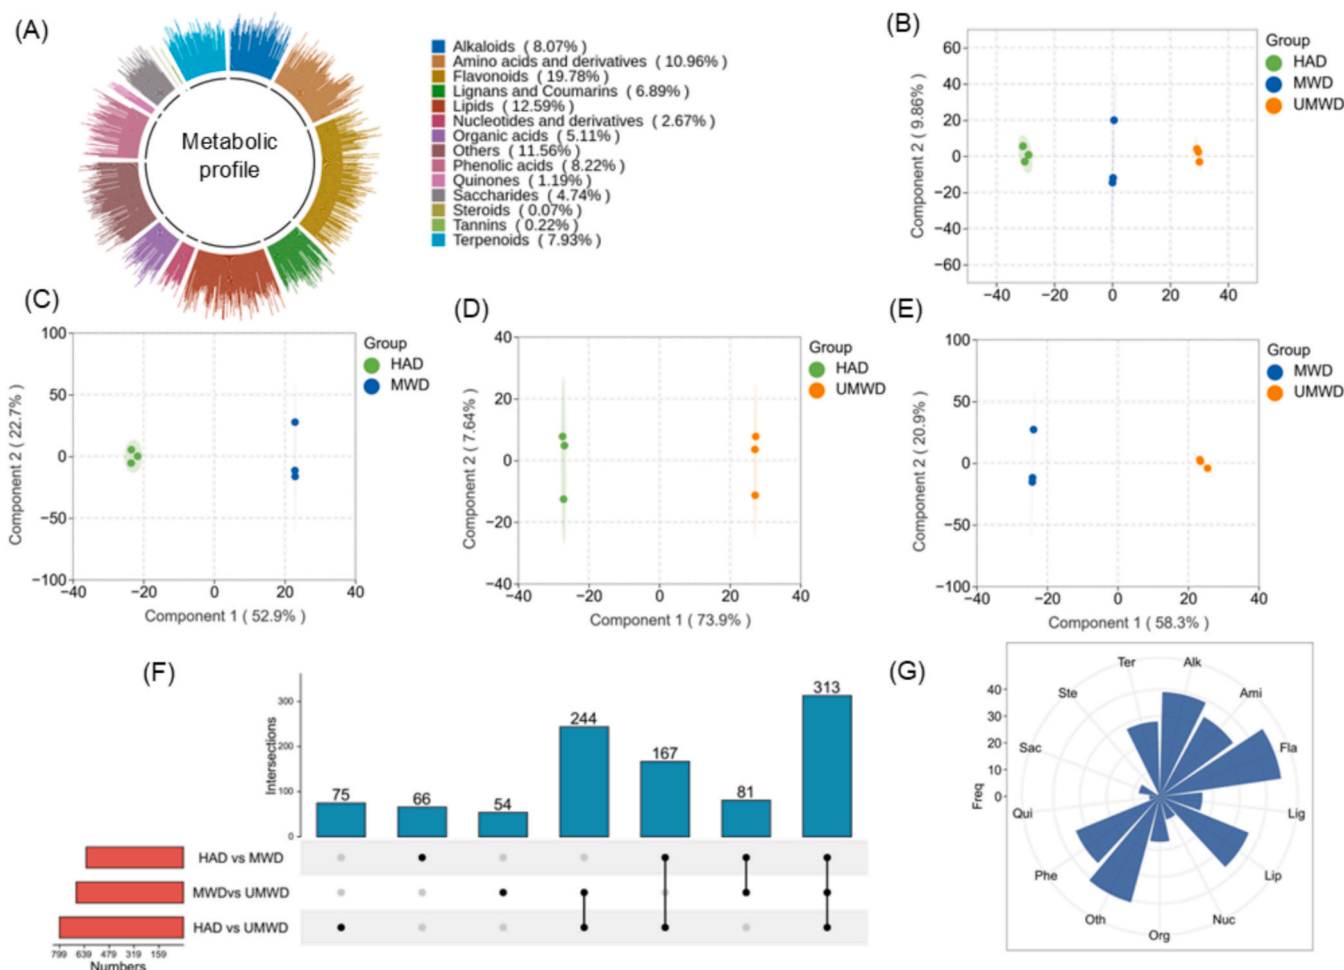 (A)
Metabolic
profile
Alkaloids ( 8.07% )
Amino acids and derivatives ( 10.96% )
Flavonoids ( 19.78% )
Lignans and Coumarins ( 6.89% )
Lipids ( 12.59% )
Nucleotides and derivatives ( 2.67% )
Organic acids ( 5.11% )
Others ( 11.56% )
Phenolic acids ( 8.22% )
Quinones ( 1.19% )
Saccharides ( 4.74% )
Steroids ( 0.07% )
Tannins ( 0.22% )
Terpenoids ( 7.93% )
(B)
Component 2 ( 9.86% )
60
40
20
0
−20
−40
−60
−40 −20 0 20 40
Group
HAD
MWD
UMWD
(C)
Component 2 ( 22.7% )
100
50
0
−50
−100
−40 −20 0 20 40
Component 1 ( 52.9% )
Group
HAD
MWD
(D)
Component 2 ( 7.64% )
40
20
0
−20
−40
−40 −20 0 20 40
Component 1 ( 73.9% )
Group
HAD
UMWD
(E)
Component 2 ( 20.9% )
100
50
0
−50
−100
−40 −20 0 20 40
Component 1 ( 58.3% )
Group
MWD
UMWD
(F)
Intersections
300
200
100
0
75 66 54 244 167 81 313
HAD vs MWD
MWDvs UMWD
HAD vs UMWD
799 639 479 319 159
Numbers
(G)
Freq
40
30
20
10
0
Ter
Alk
Ste
Ami
Sac
Fla
Qui
Lig
Phe
Lip
Oth
Nuc
Org